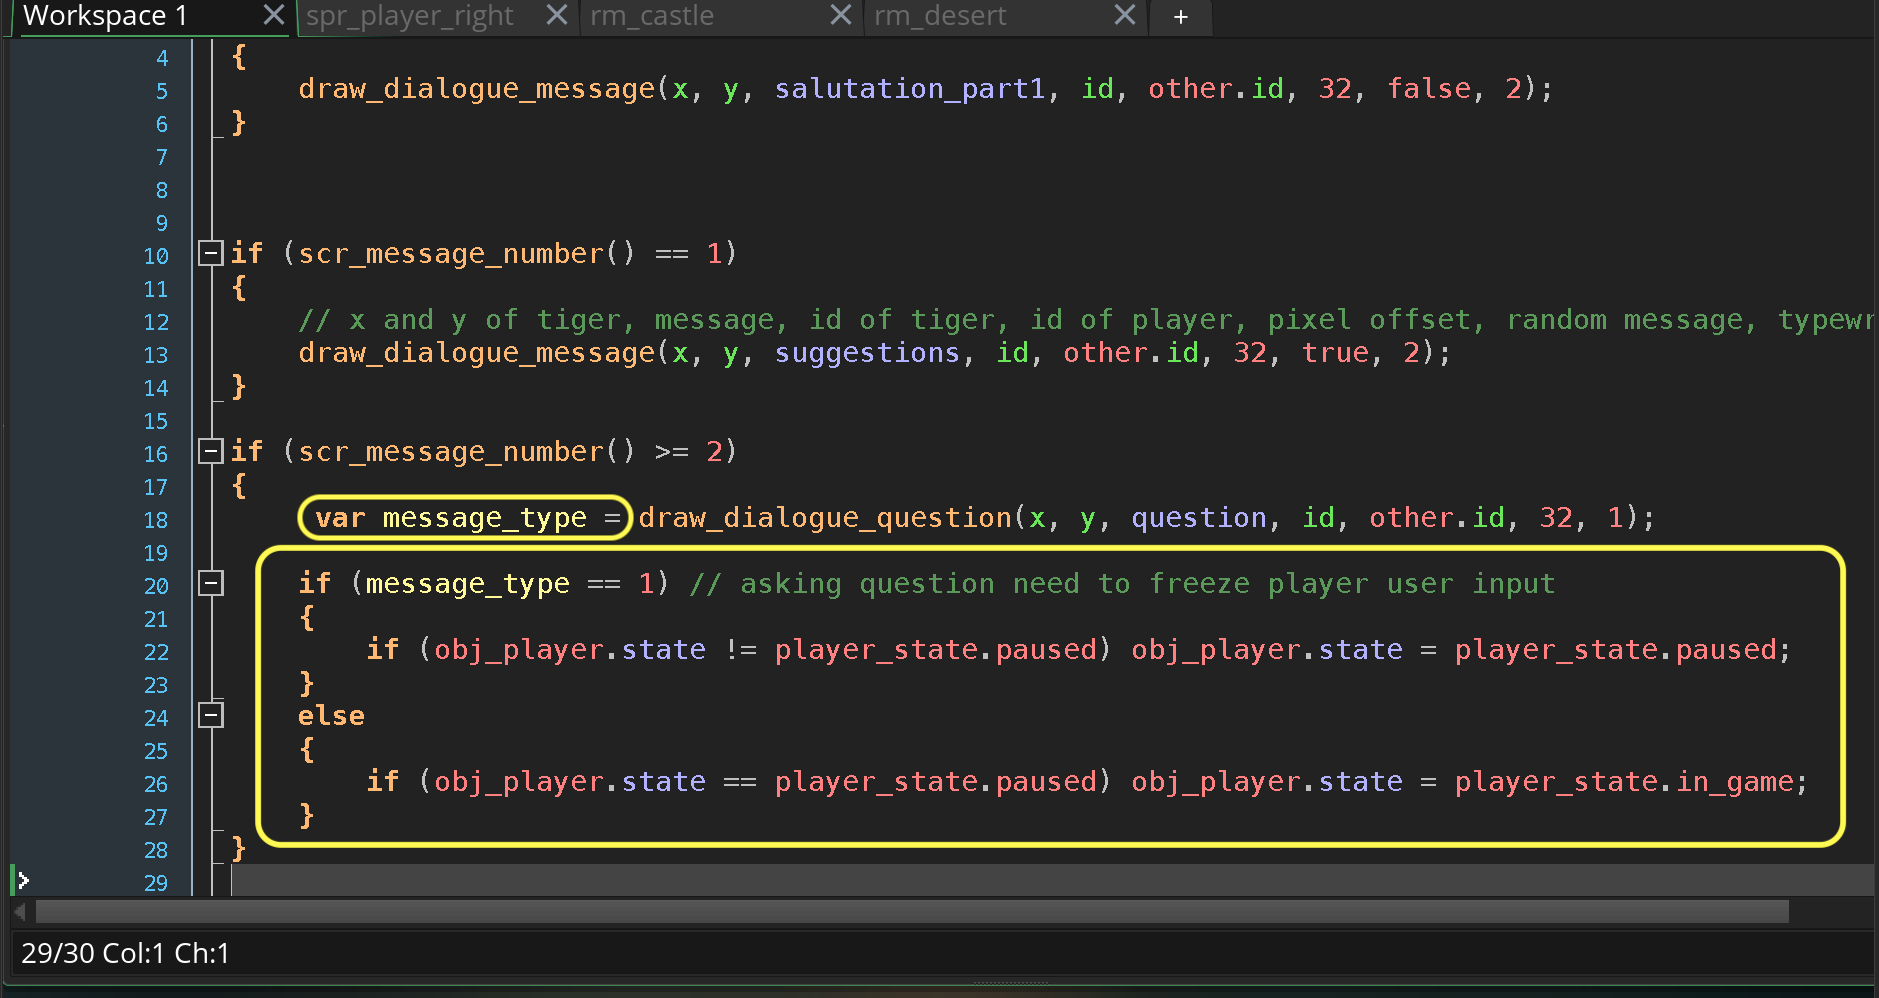 Workspace 1 spr_player_right rm_castle rm_desert +
4 {
5 draw_dialogue_message(x, y, salutation_part1, id, other.id, 32, false, 2);
6 }
7
8
9
10 if (scr_message_number() == 1)
11 {
12 // x and y of tiger, message, id of tiger, id of player, pixel offset, random message, typewr
13 draw_dialogue_message(x, y, suggestions, id, other.id, 32, true, 2);
14 }
15
16 if (scr_message_number() >= 2)
17 {
18 var message_type = draw_dialogue_question(x, y, question, id, other.id, 32, 1);
19
20 if (message_type == 1) // asking question need to freeze player user input
21 {
22 if (obj_player.state != player_state.paused) obj_player.state = player_state.paused;
23 }
24 else
25 {
26 if (obj_player.state == player_state.paused) obj_player.state = player_state.in_game;
27 }
28 }
29
29/30 Col:1 Ch:1